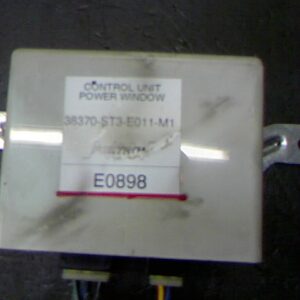 CONTROL UNIT
POWER WINDOW
38370-ST3-E011-M1
E0898